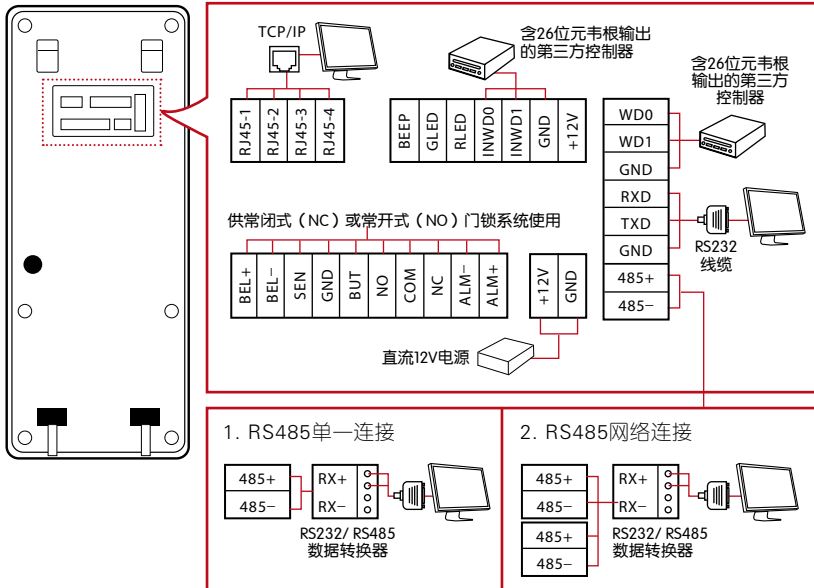 TCP/IP
RJ45-1
RJ45-2
RJ45-3
RJ45-4
含26位元韦根输出
的第三方控制器
BEEP
GLED
RLED
INWD0
INWD1
GND
+12V
含26位元韦根
输出的第三方
控制器
WD0
WD1
GND
RXD
TXD
GND
485+
485−
RS232
线缆
供常闭式（NC）或常开式（NO）门锁系统使用
BEL+
BEL−
SEN
GND
BUT
NO
COM
NC
ALM−
ALM+
+12V
GND
直流12V电源
1. RS485单一连接
485+
485−
RX+
RX−
RS232/ RS485
数据转换器
2. RS485网络连接
485+
485−
485+
485−
RX+
RX−
RS232/ RS485
数据转换器